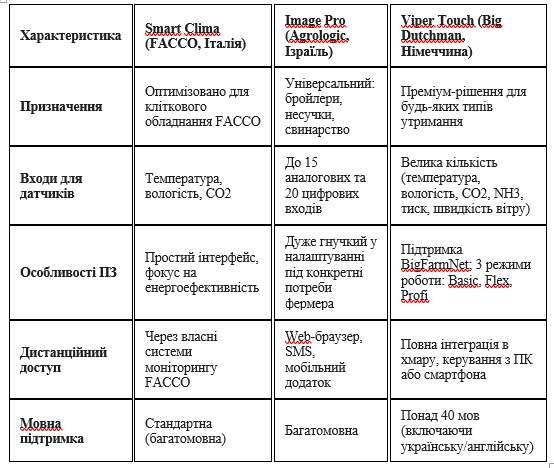 Характеристика
Smart Clima
(FACCO, Італія)
Image Pro
(Agrologic,
Ізраїль)
Viper Touch (Big
Dutchman,
Німеччина)
Призначення
Оптимізовано для
кліткового
обладнання FACCO
Універсальний:
бройлери,
несучки,
свинарство
Преміум-рішення для
будь-яких типів
утримання
Входи для
датчиків
Температура,
вологість, CO2
До 15
аналогових та
20 цифрових
входів
Велика кількість
(температура,
вологість, CO2, NH3,
тиск, швидкість вітру)
Особливості ПЗ
Простий інтерфейс,
фокус на
енергоефективність
Дуже гнучкий у
налаштуванні
під конкретні
потреби
фермера
Підтримка
BigFarmNet; 3 режими
роботи: Basic, Flex,
Profi
Дистанційний
доступ
Через власні
системи
моніторингу
FACCO
Web-браузер,
SMS,
мобільний
додаток
Повна інтеграція в
хмару, керування з ПК
або смартфона
Мовна
підтримка
Стандартна
(багатомовна)
Багатомовна
Понад 40 мов
(включаючи
українську/англійську)